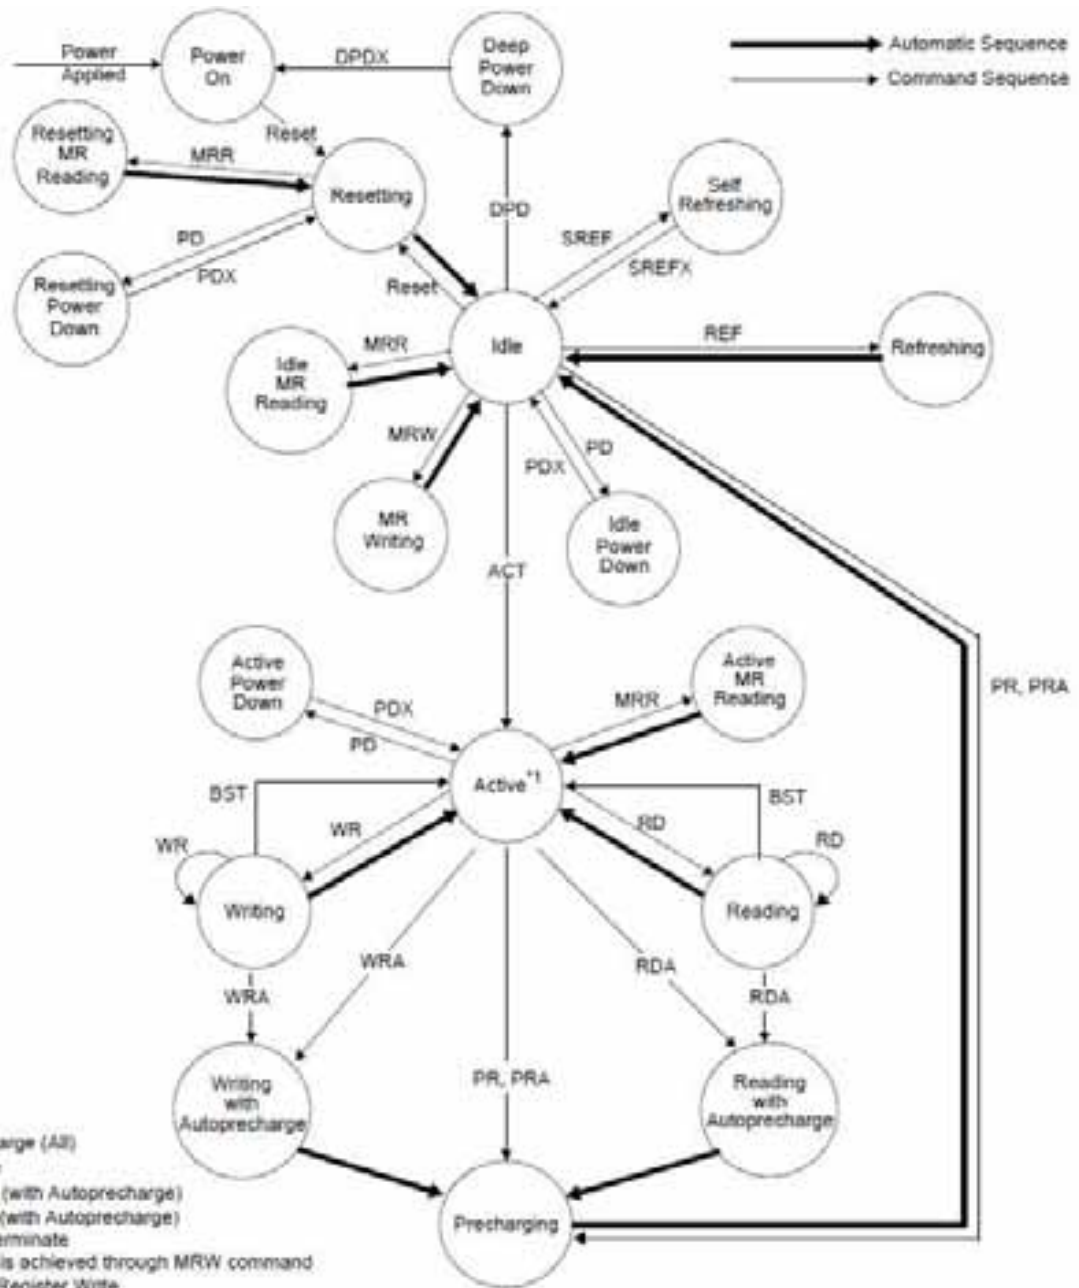 Power
Applied
Power
On
DPDX
Deep
Power
Down
Automatic Sequence
Command Sequence
Resetting
MR
Reading
MRR
Reset
Resetting
DPD
SREF
Self
Refreshing
SREFX
PD
PDX
Resetting
Power
Down
Reset
Idle
REF
Refreshing
MRR
Idle
MR
Reading
MRW
PD
PDX
MR
Writing
Idle
Power
Down
ACT
Active
Power
Down
PDX
PD
MRR
Active
MR
Reading
PR, PRA
Active*1
BST
BST
WR
WR
RD
RD
Writing
Reading
WRA
WRA
RDA
RDA
Writing
with
Autoprecharge
PR, PRA
Reading
with
Autoprecharge
Precharging
arge (All)
(with Autoprecharge)
(with Autoprecharge)
erminate
is achieved through MRW command
Register Write